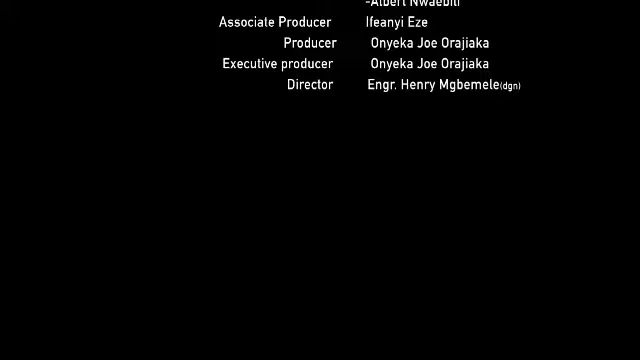 -Albert Nwaebili
Associate Producer Ifeanyi Eze
Producer Onyeka Joe Orajiaka
Executive producer Onyeka Joe Orajiaka
Director Engr. Henry Mgbemele(dgn)